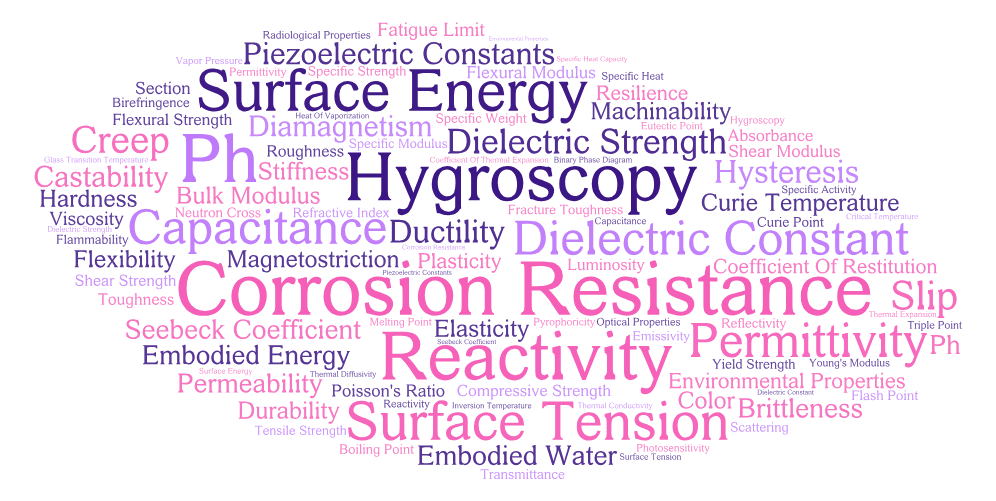 Radiological Properties
Fatigue Limit
Environmental Properties
Vapor Pressure
Piezoelectric Constants
Specific Heat Capacity
Permittivity
Specific Strength
Flexural Modulus
Specific Heat
Section
Surface Energy
Resilience
Birefringence
Machinability
Flexural Strength
Heat Of Vaporization
Specific Weight
Hygroscopy
Diamagnetism
Eutectic Point
Creep
Ph
Roughness
Specific Modulus
Dielectric Strength
Absorbance
Shear Modulus
Glass Transition Temperature
Coefficient Of Thermal Expansion
Binary Phase Diagram
Castability
Stiffness
Hygroscopy
Hysteresis
Hardness
Bulk Modulus
Specific Activity
Curie Temperature
Viscosity
Neutron Cross
Refractive Index
Fracture Toughness
Capacitance
Curie Point
Critical Temperature
Dielectric Strength
Flammability
Capacitance
Ductility
Dielectric Constant
Corrosion Resistance
Flexibility
Magnetostriction
Plasticity
Luminosity
Coefficient Of Restitution
Piezoelectric Constants
Shear Strength
Corrosion Resistance
Slip
Toughness
Thermal Expansion
Seebeck Coefficient
Melting Point
Elasticity
Pyrophoricity
Optical Properties
Reflectivity
Triple Point
Emissivity
Permittivity
Ph
Seebeck Coefficient
Embodied Energy
Reactivity
Yield Strength
Young's Modulus
Surface Energy
Thermal Diffusivity
Permeability
Poisson's Ratio
Compressive Strength
Environmental Properties
Dielectric Constant
Flash Point
Durability
Reactivity
Inversion Temperature
Thermal Conductivity
Color
Brittleness
Surface Tension
Tensile Strength
Scattering
Boiling Point
Embodied Water
Photosensitivity
Surface Tension
Transmittance